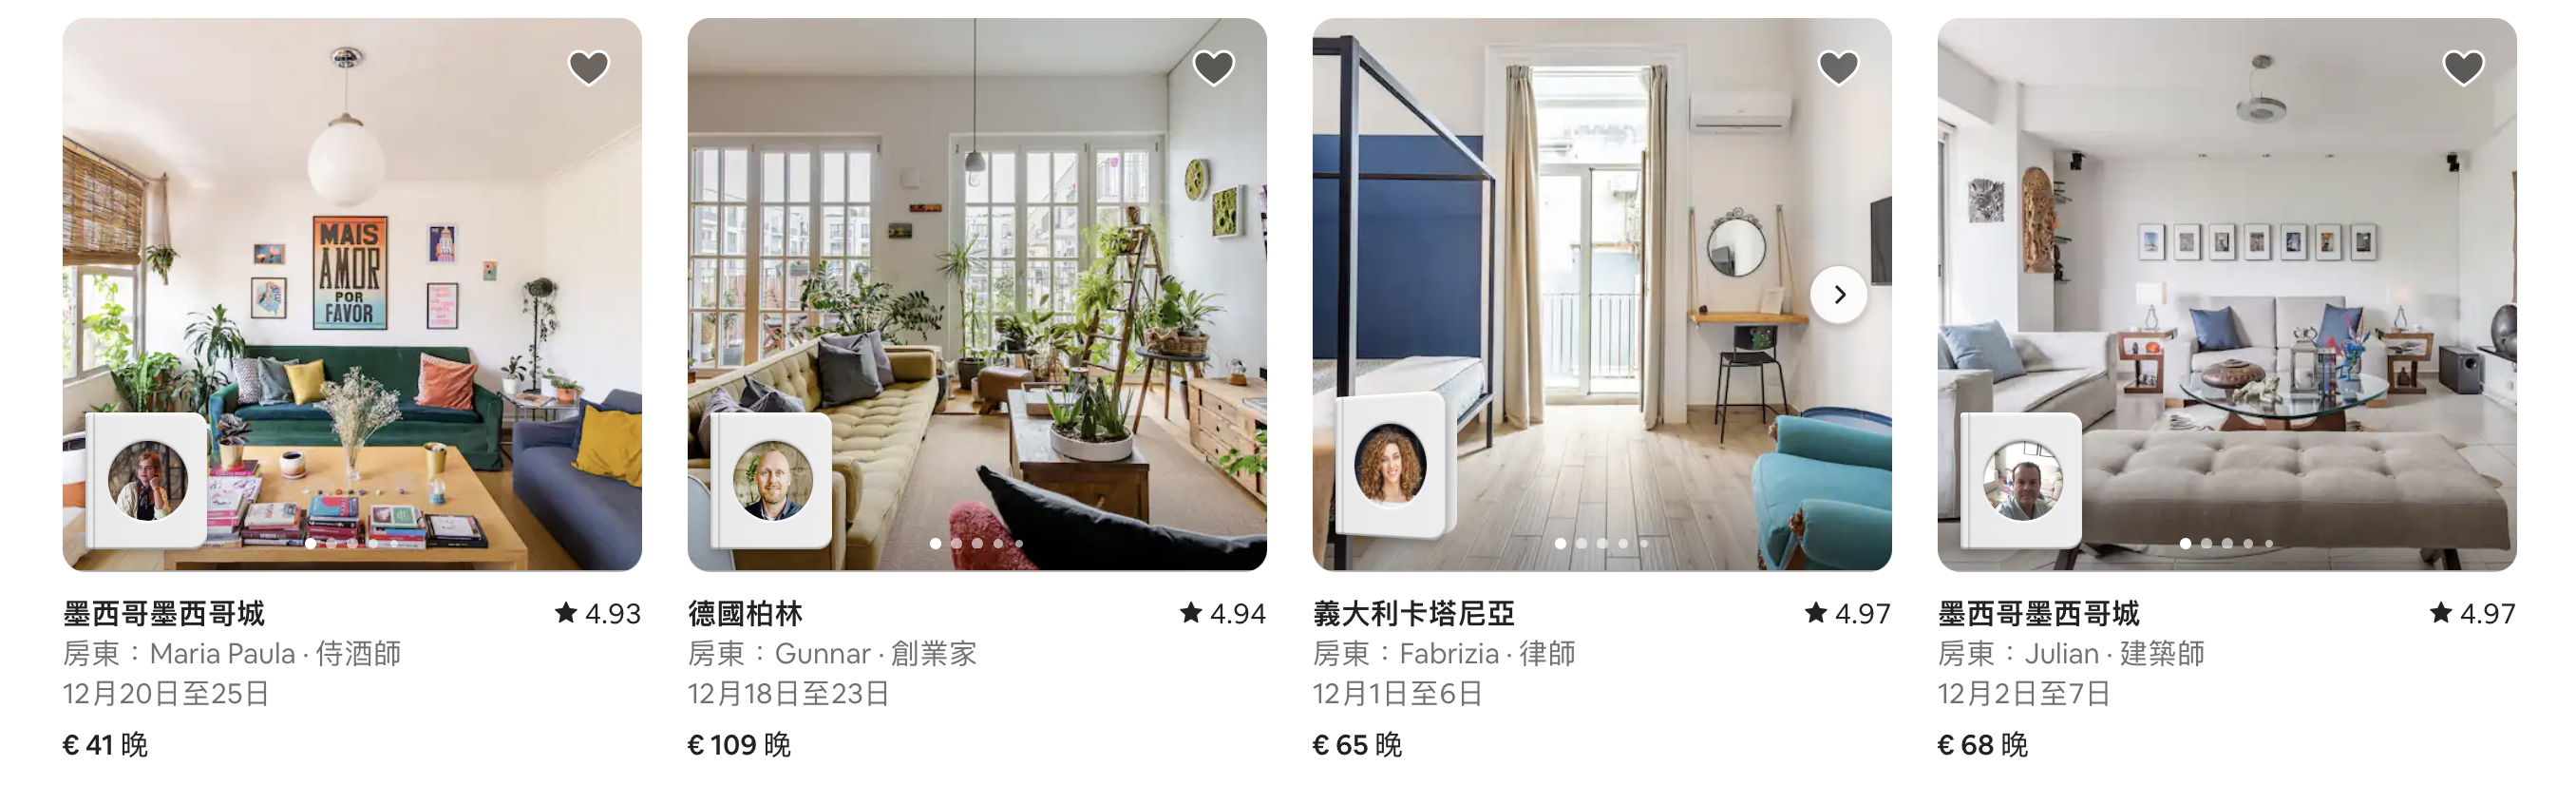 MAIS
AMOR
POR
FAVOR
墨西哥墨西哥城 ★ 4.93
房東：Maria Paula · 侍酒師
12月20日至25日
€ 41 晚
德國柏林 ★ 4.94
房東：Gunnar · 創業家
12月18日至23日
€ 109 晚
義大利卡塔尼亞 ★ 4.97
房東：Fabrizia · 律師
12月1日至6日
€ 65 晚
墨西哥墨西哥城 ★ 4.97
房東：Julian · 建築師
12月2日至7日
€ 68 晚